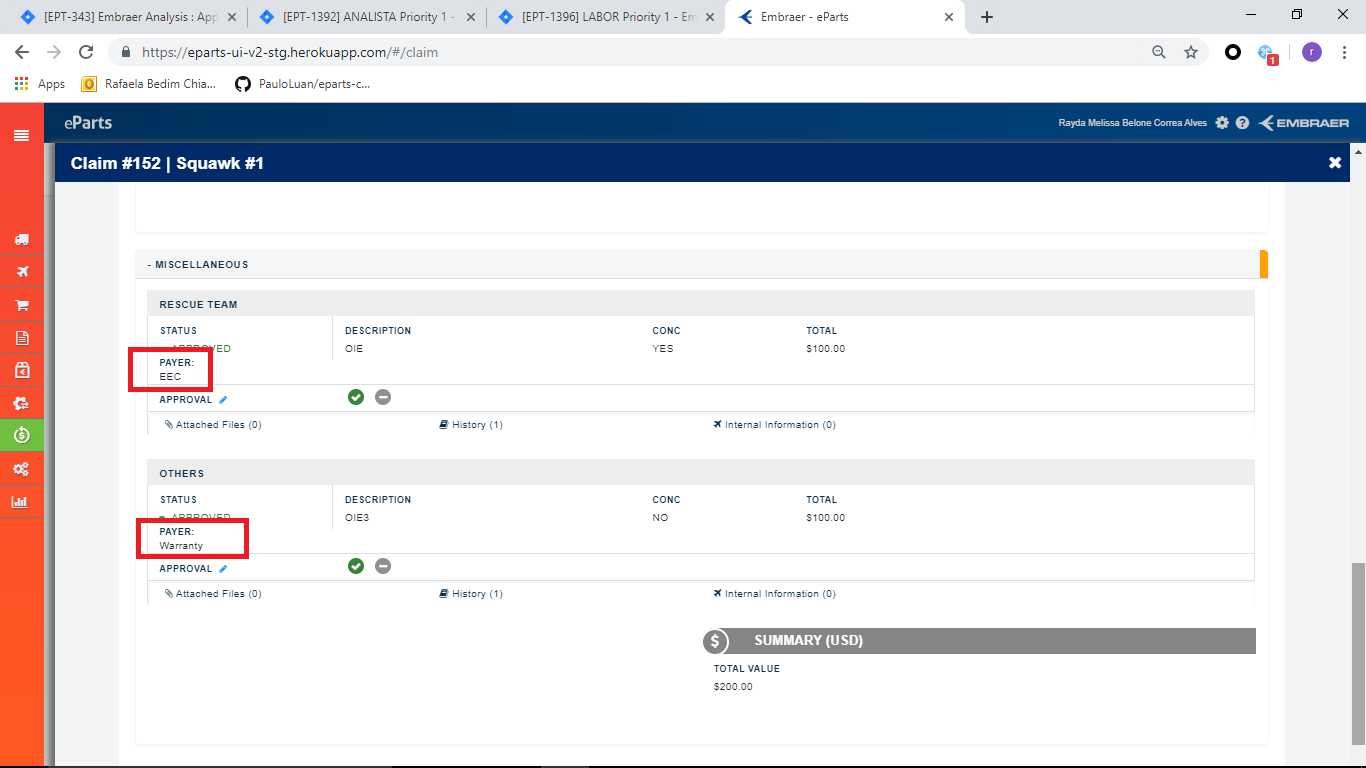 [EPT-343] Embraer Analysis : App
[EPT-1392] ANALISTA Priority 1 -
[EPT-1396] LABOR Priority 1 - Em
Embraer - eParts
https://eparts-ui-v2-stg.herokuapp.com/#/claim
1
r
Apps
Rafaela Bedim Chia...
PauloLuan/eparts-c...
eParts
Rayda Melissa Belone Correa Alves
EMBRAER
Claim #152 | Squawk #1
- MISCELLANEOUS
RESCUE TEAM
STATUS DESCRIPTION CONC TOTAL
APPROVED OIE YES $100.00
PAYER:
EEC
APPROVAL
Attached Files (0) History (1) Internal Information (0)
OTHERS
STATUS DESCRIPTION CONC TOTAL
APPROVED OIE3 NO $100.00
PAYER:
Warranty
APPROVAL
Attached Files (0) History (1) Internal Information (0)
$ SUMMARY (USD)
TOTAL VALUE
$200.00